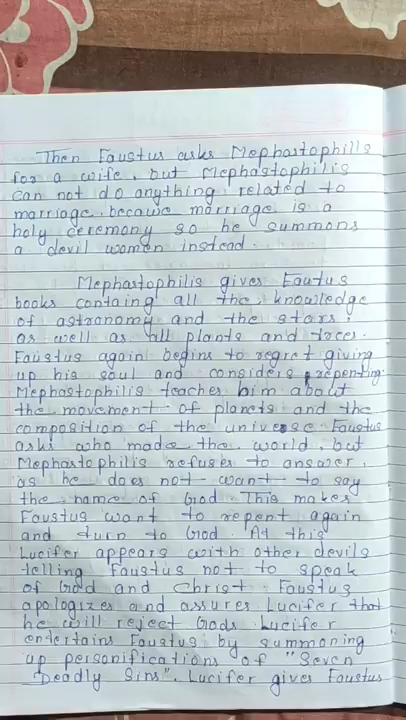 Then Faustus asks Mephastophills
for a wife, but Mephastophilis
can not do anything related to
marriage because marriage is a
holy ceremony so he summons
a devil women instead.
Mephastophilis gives Fautus
books containg all the knowledge
of astronomy and the stars,
as well as all plants and trees.
Faustus again begins to regret giving
up his soul and considers repenting.
Mephastophilis teaches him about
the movement of planets and the
composition of the universe. Faustus
asks who made the world, but
Mephastophilis refuses to answer,
as he does not want to say
the name of God. This makes
Faustus want to repent again
and turn to God. At this
Lucifer appears with other devils
telling Faustus not to speak
of God and Christ. Faustus
apologizes and assures Lucifer that
he will reject Gods. Lucifer
entertains Faustus by summoning
up personifications of "Seven
Deadly Sins". Lucifer gives Faustus